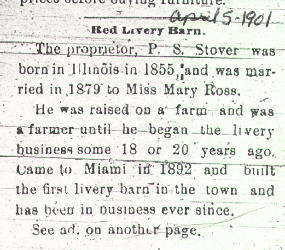 prices before buying furniture.
april 5-1901
Red Livery Barn.
The proprietor, P. S. Stover was
born in Illinois in 1855, and was mar-
ried in 1879 to Miss Mary Ross.
He was raised on a farm and was
a farmer until he began the livery
business some 18 or 20 years ago.
Came to Miami in 1892 and built
the first livery barn in the town and
has been in business ever since.
See ad. on another page.